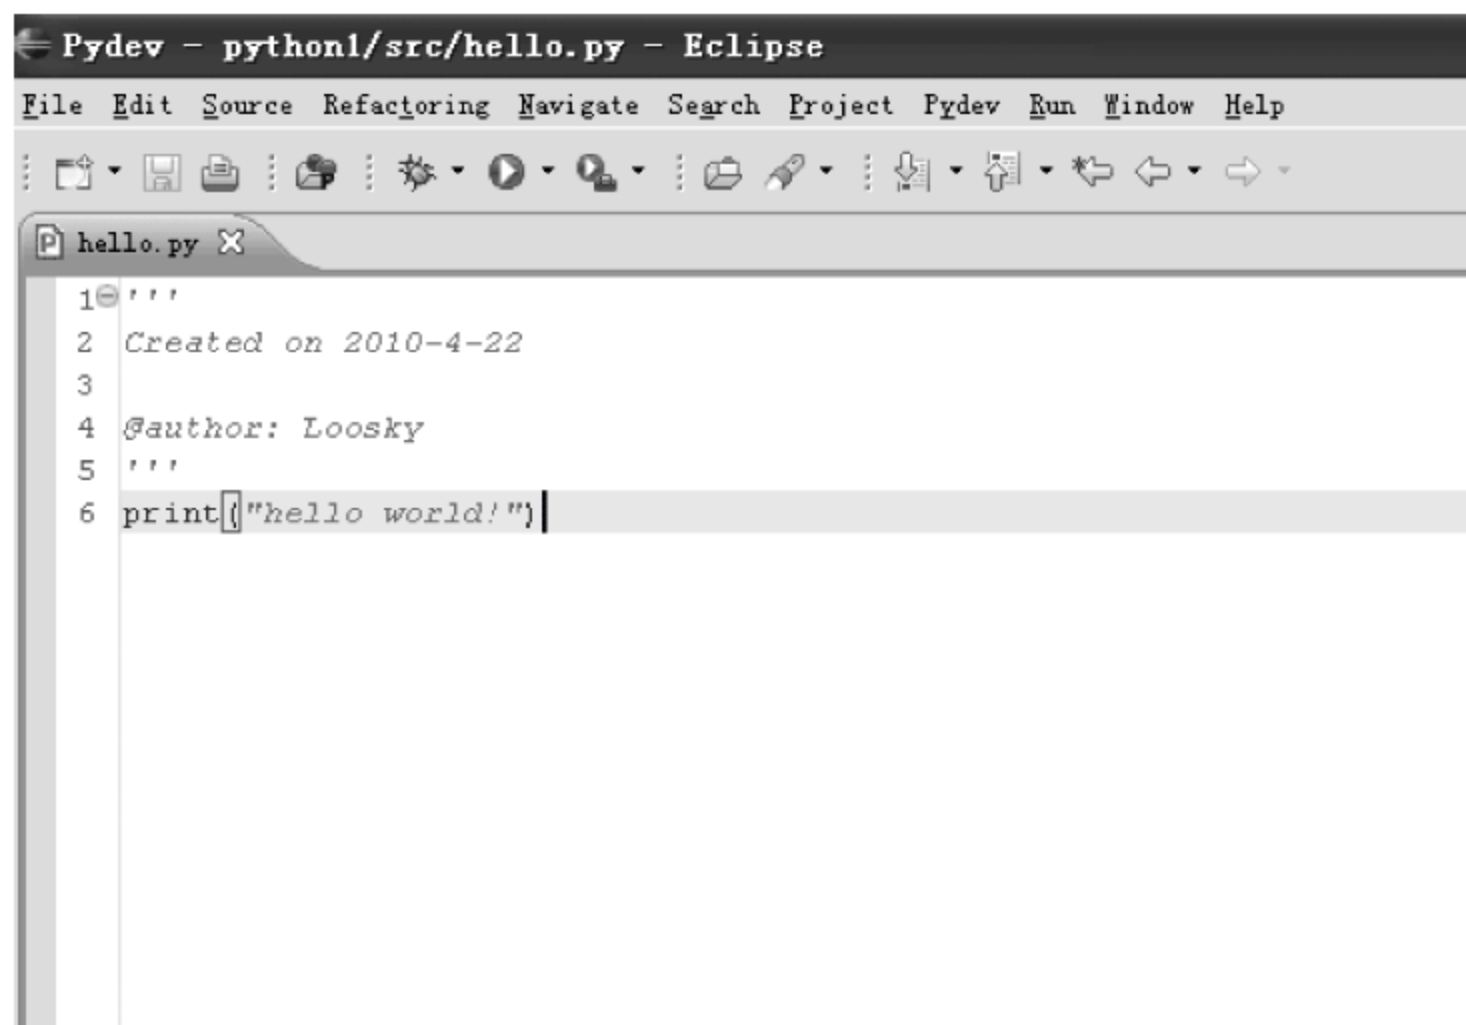 Pydev - python1/src/hello.py - Eclipse
File Edit Source Refactoring Navigate Search Project Pydev Run Window Help
hello.py
1 '''
2 Created on 2010-4-22
3
4 @author: Loosky
5 '''
6 print("hello world!")